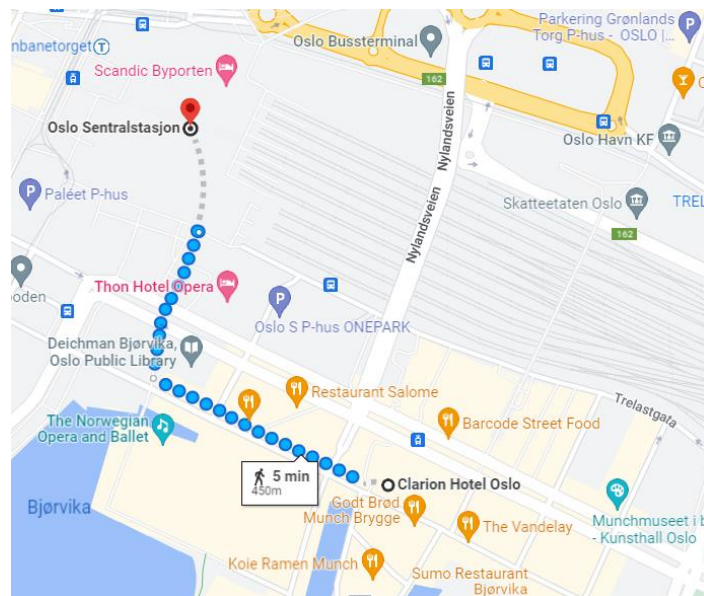 Parkering Grønlands
Torg P-hus - OSLO |...
Oslo Bussterminal
nbanetorget
T
Scandic Byporten
162
Oslo Sentralstasjon
Oslo Havn KF
Nylandsveien
Nylandsveien
P
Paleet P-hus
Skatteetaten Oslo
TREL
162
Thon Hotel Opera
P
oden
Oslo S P-hus ONEPARK
Deichman Bjørvika,
Oslo Public Library
Restaurant Salome
Trelastgata
The Norwegian
Opera and Ballet
Barcode Street Food
5 min
450m
Clarion Hotel Oslo
Bjørvika
Godt Brød
Munch Brygge
The Vandelay
Munchmuseet i b
- Kunsthall Oslo
Koie Ramen Munch
Sumo Restaurant
Bjørvika